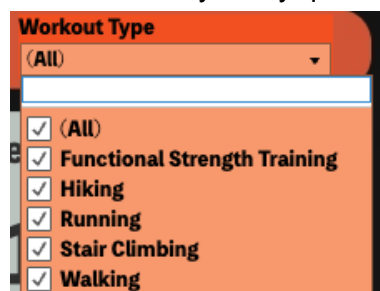 Workout Type
(All)
(All)
Functional Strength Training
Hiking
Running
Stair Climbing
Walking